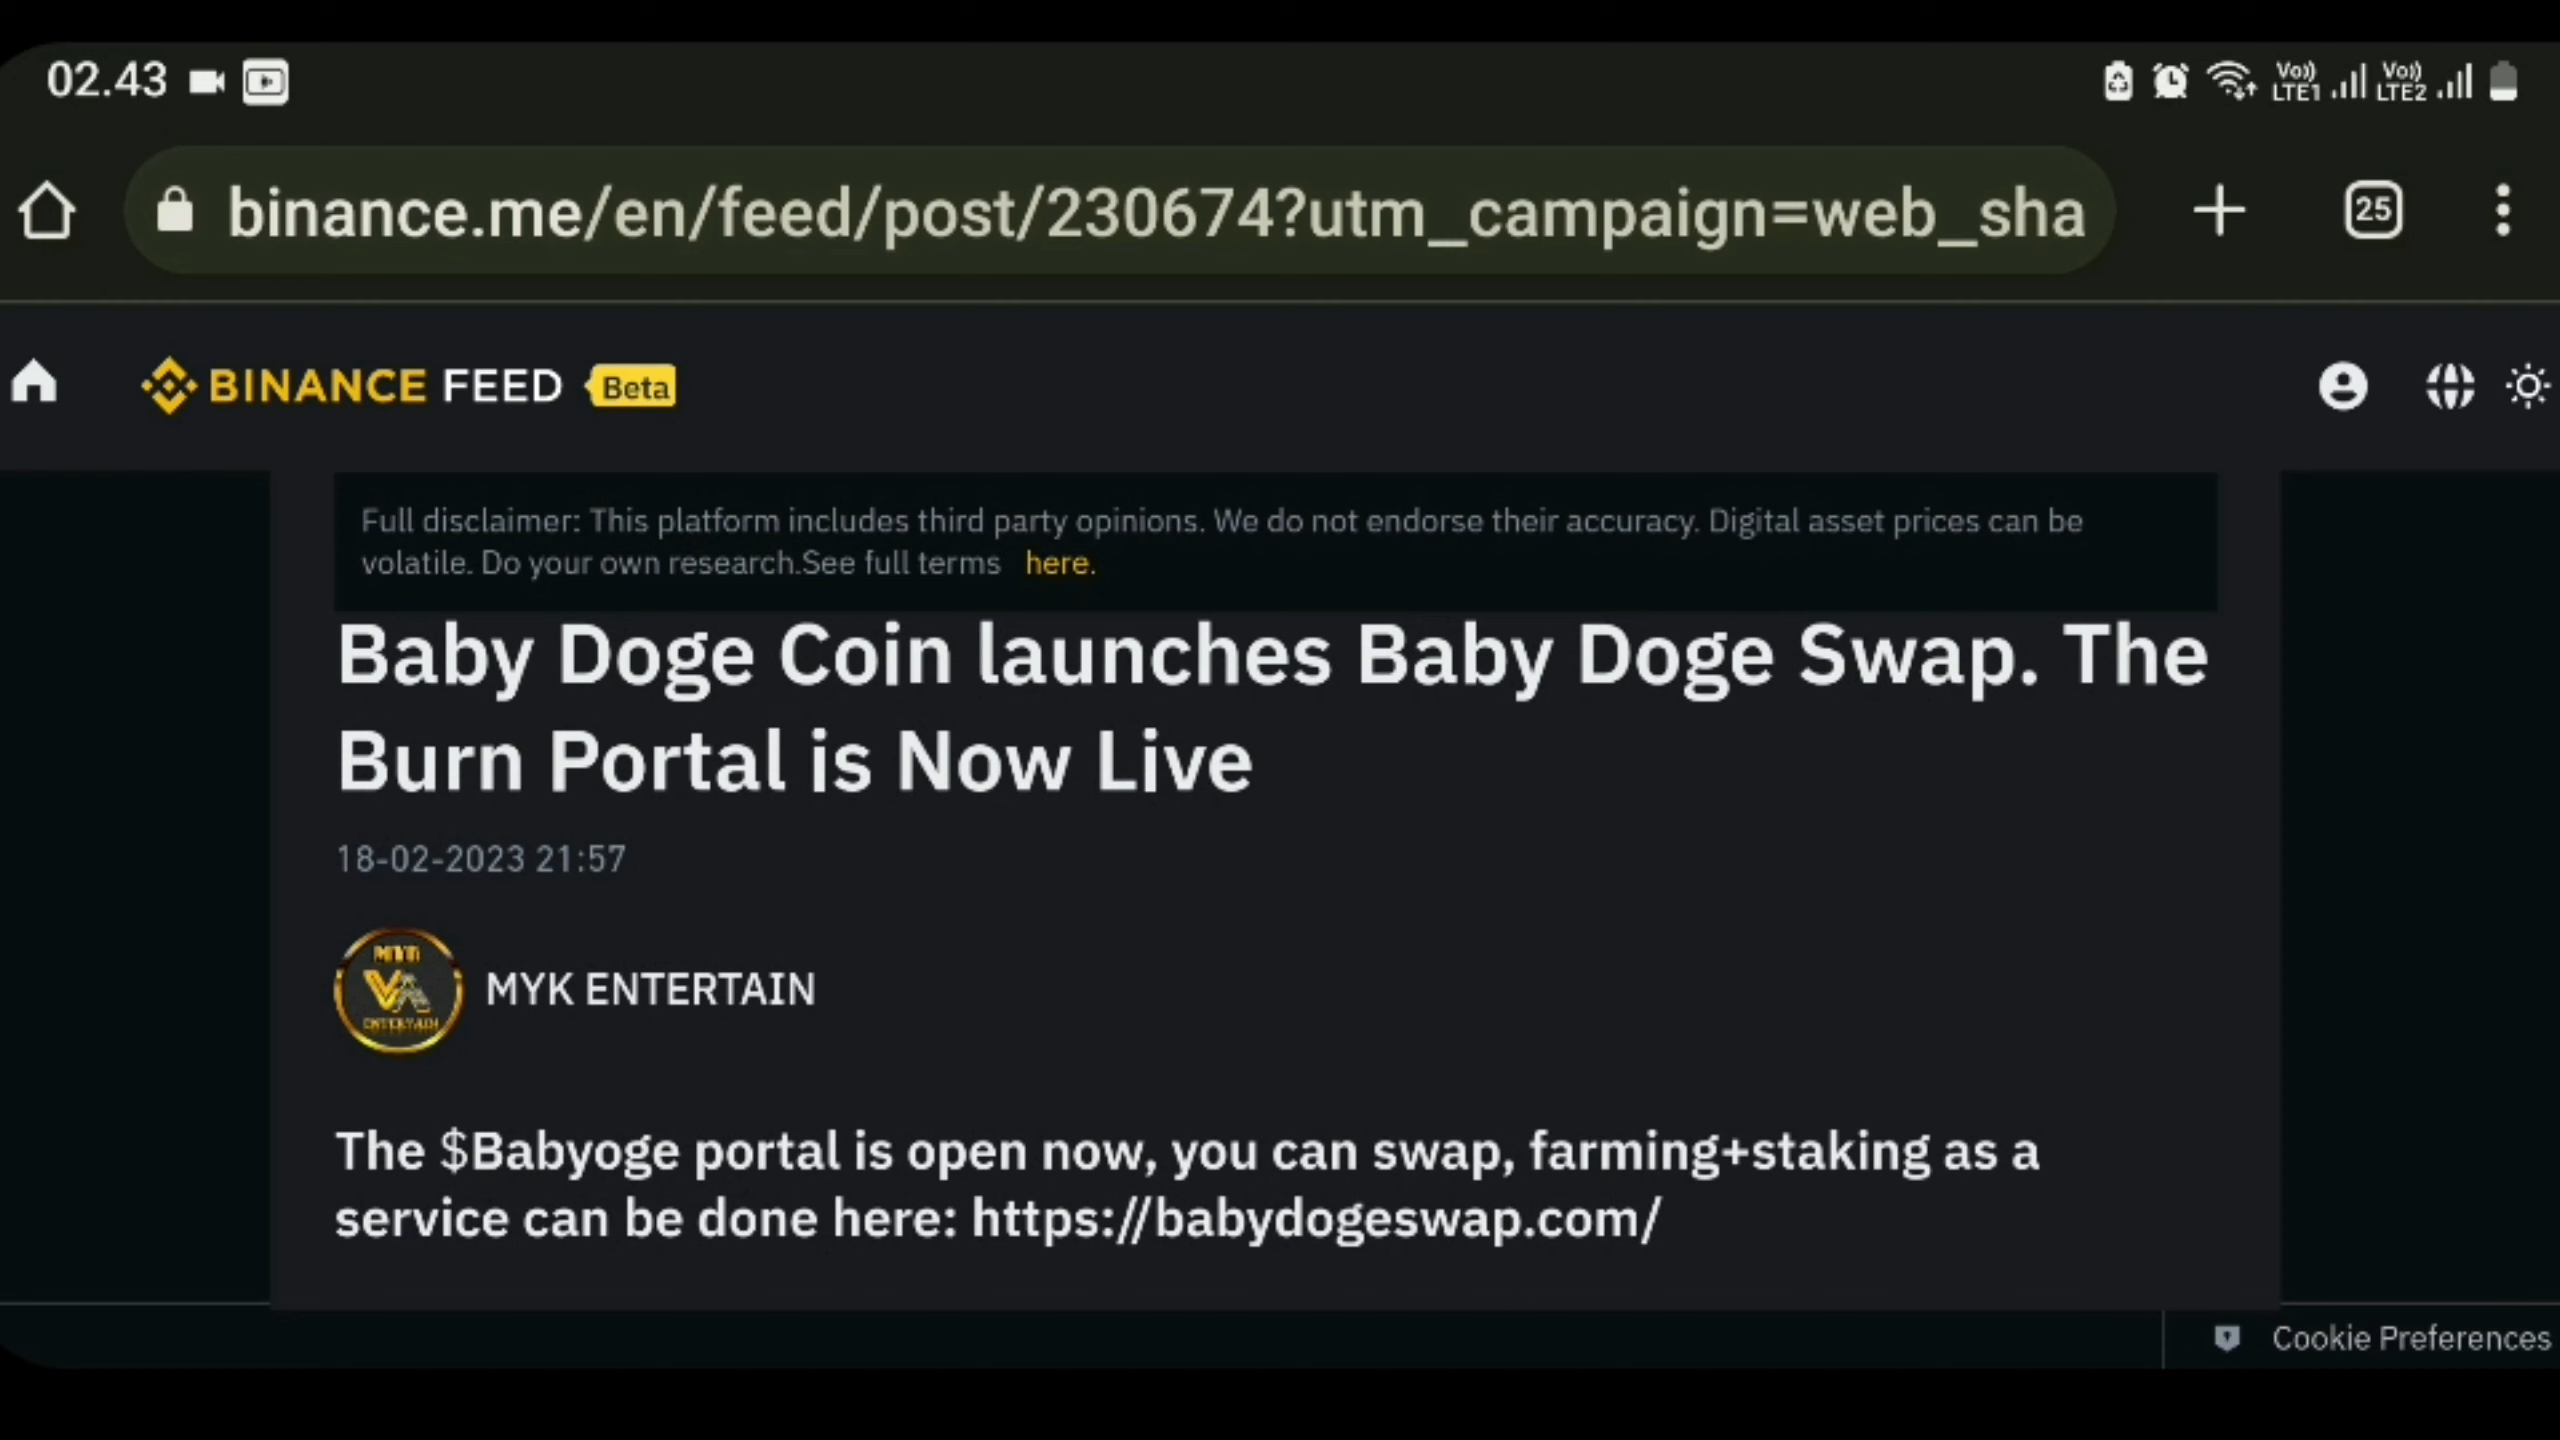 02.43
Vo)) LTE1 Vo)) LTE2
binance.me/en/feed/post/230674?utm_campaign=web_sha
25
BINANCE FEED Beta
Full disclaimer: This platform includes third party opinions. We do not endorse their accuracy. Digital asset prices can be
volatile. Do your own research.See full terms here.
Baby Doge Coin launches Baby Doge Swap. The
Burn Portal is Now Live
18-02-2023 21:57
MYK ENTERTAIN
The $Babyoge portal is open now, you can swap, farming+staking as a
service can be done here: https://babydogeswap.com/
Cookie Preferences